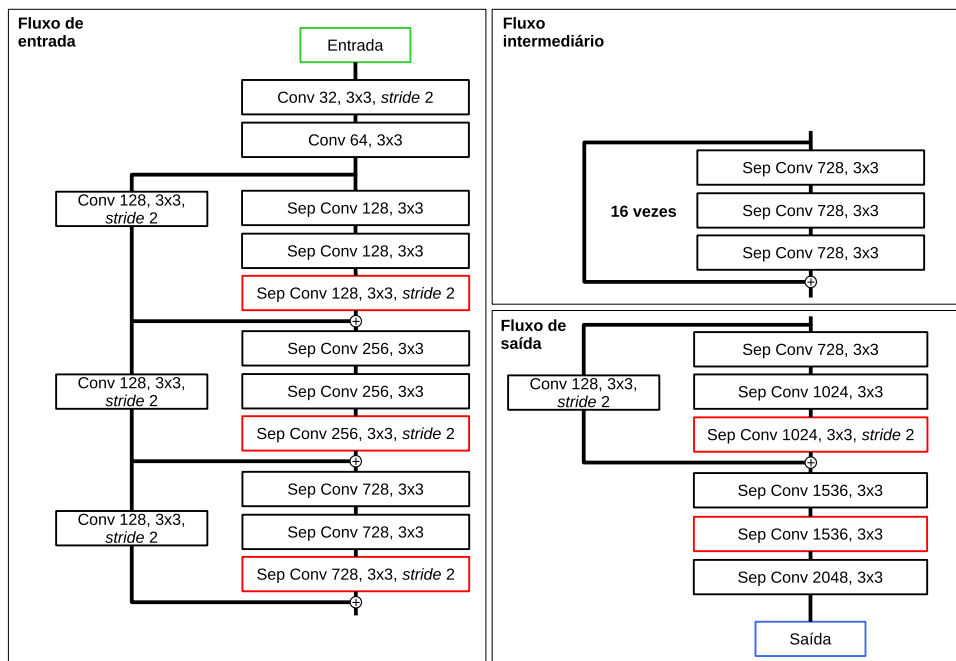 Fluxo de
entrada
Entrada
Conv 32, 3x3, stride 2
Conv 64, 3x3
Conv 128, 3x3,
stride 2
Sep Conv 128, 3x3
Sep Conv 128, 3x3
Sep Conv 128, 3x3, stride 2
Sep Conv 256, 3x3
Conv 128, 3x3,
stride 2
Sep Conv 256, 3x3
Sep Conv 256, 3x3, stride 2
Sep Conv 728, 3x3
Conv 128, 3x3,
stride 2
Sep Conv 728, 3x3
Sep Conv 728, 3x3, stride 2
Fluxo
intermediário
Sep Conv 728, 3x3
16 vezes
Sep Conv 728, 3x3
Sep Conv 728, 3x3
Fluxo de
saída
Sep Conv 728, 3x3
Conv 128, 3x3,
stride 2
Sep Conv 1024, 3x3
Sep Conv 1024, 3x3, stride 2
Sep Conv 1536, 3x3
Sep Conv 1536, 3x3
Sep Conv 2048, 3x3
Saída